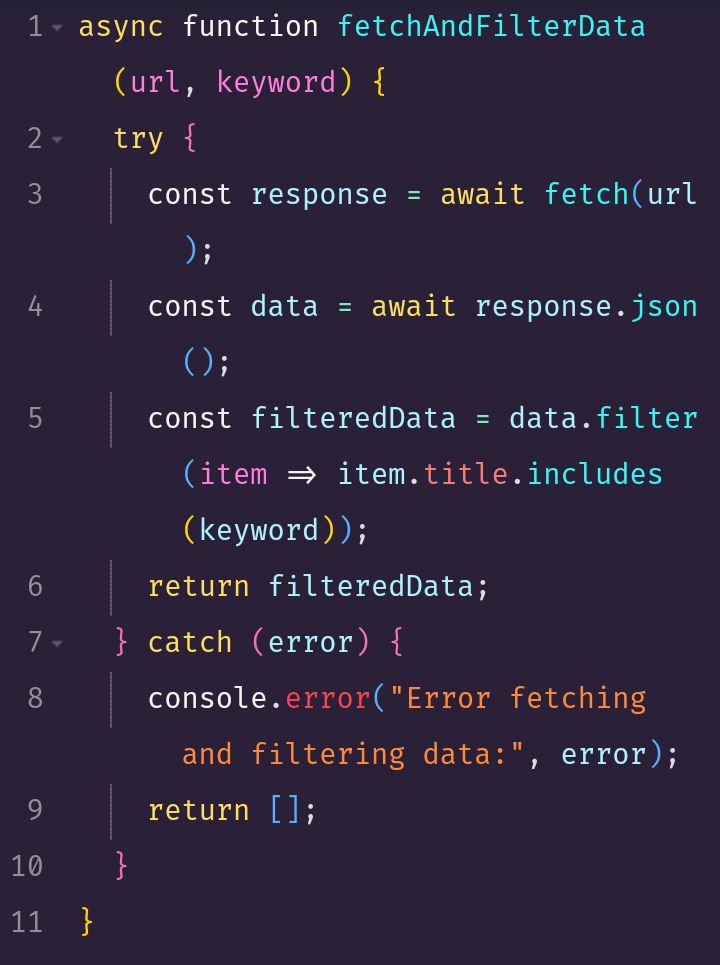 1 async function fetchAndFilterData
(url, keyword) {
2 try {
3 const response = await fetch(url
);
4 const data = await response.json
();
5 const filteredData = data.filter
(item => item.title.includes
(keyword));
6 return filteredData;
7 } catch (error) {
8 console.error("Error fetching
and filtering data:", error);
9 return [];
10 }
11 }